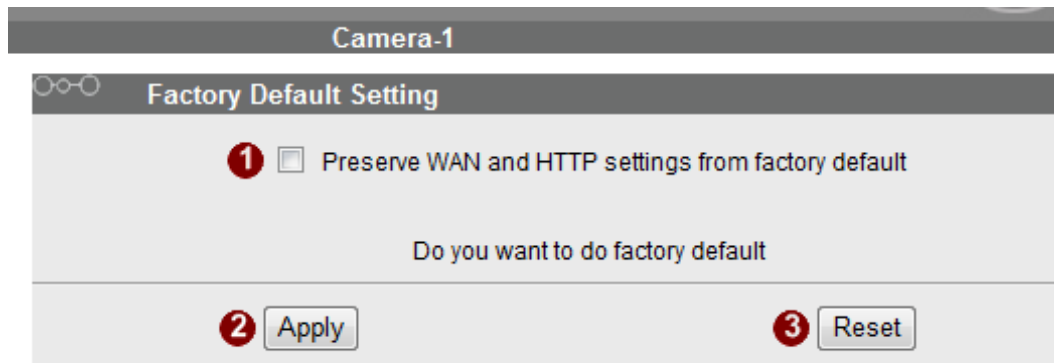 Camera-1
Factory Default Setting
1 Preserve WAN and HTTP settings from factory default
Do you want to do factory default
2 Apply 3 Reset